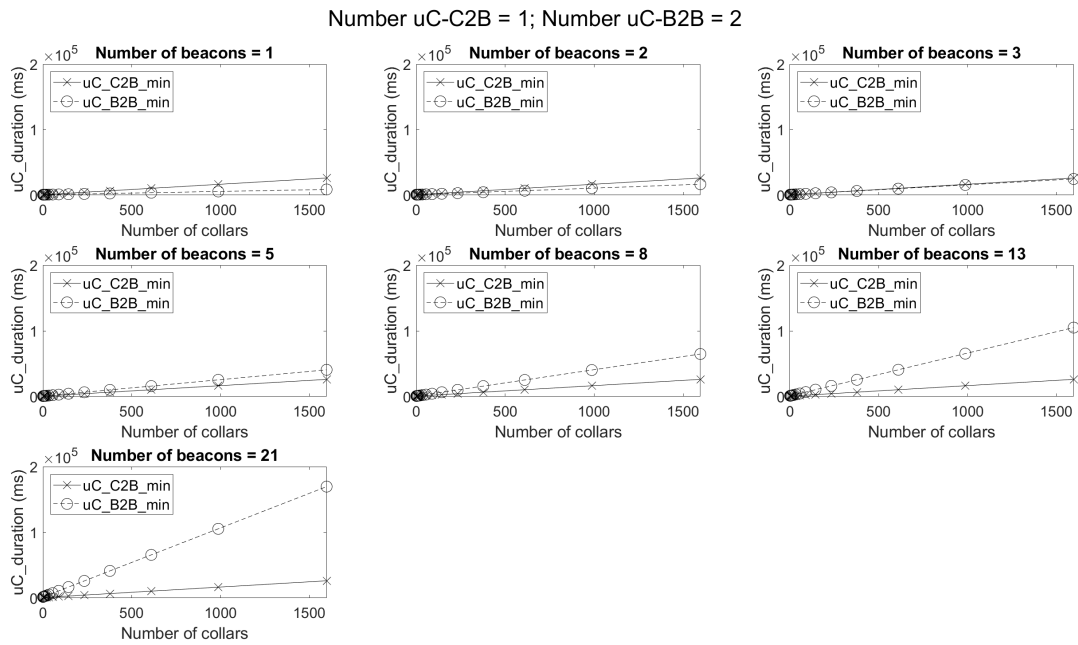 Number uC-C2B = 1; Number uC-B2B = 2
Number of beacons = 1
×10^5
uC_duration (ms)
2
1
0
uC_C2B_min
uC_B2B_min
0 500 1000 1500
Number of collars
Number of beacons = 2
×10^5
uC_duration (ms)
2
1
0
uC_C2B_min
uC_B2B_min
0 500 1000 1500
Number of collars
Number of beacons = 3
×10^5
uC_duration (ms)
2
1
0
uC_C2B_min
uC_B2B_min
0 500 1000 1500
Number of collars
Number of beacons = 5
×10^5
uC_duration (ms)
2
1
0
uC_C2B_min
uC_B2B_min
0 500 1000 1500
Number of collars
Number of beacons = 8
×10^5
uC_duration (ms)
2
1
0
uC_C2B_min
uC_B2B_min
0 500 1000 1500
Number of collars
Number of beacons = 13
×10^5
uC_duration (ms)
2
1
0
uC_C2B_min
uC_B2B_min
0 500 1000 1500
Number of collars
Number of beacons = 21
×10^5
uC_duration (ms)
2
1
0
uC_C2B_min
uC_B2B_min
0 500 1000 1500
Number of collars